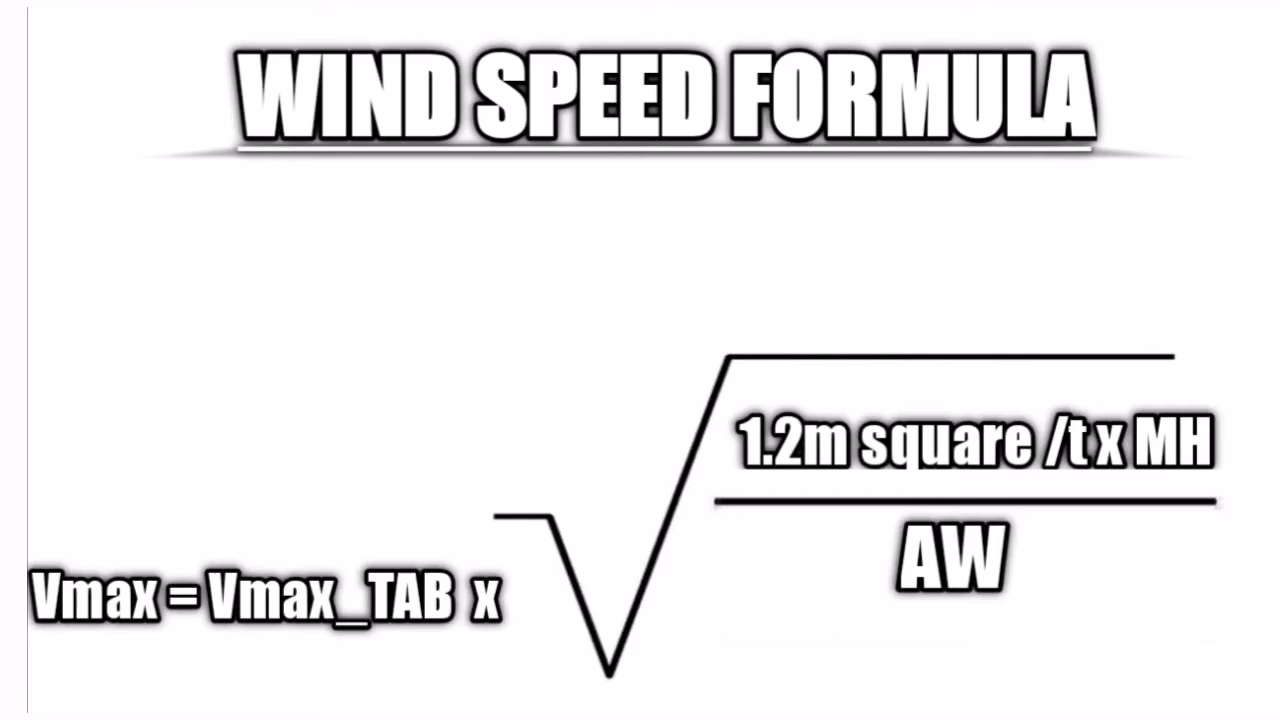 WIND SPEED FORMULA
Vmax = Vmax_TAB x
1.2m square /t x MH
AW